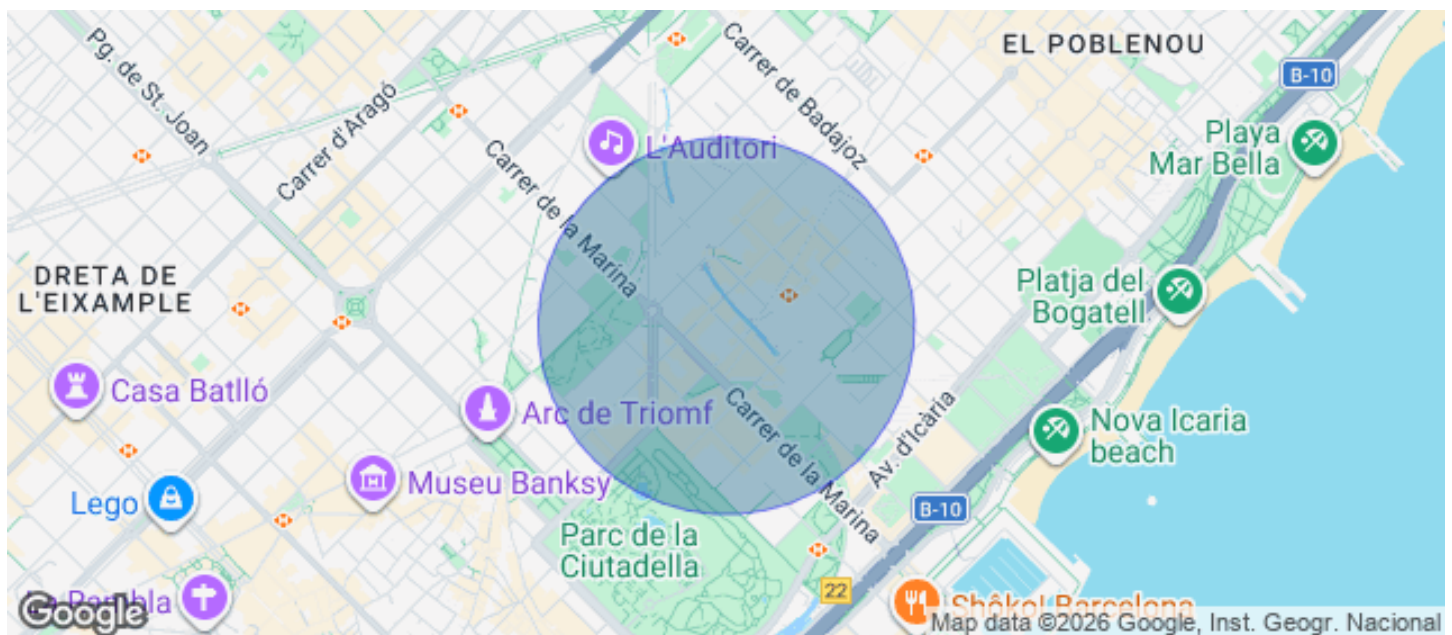 Pg. de St. Joan
Carrer d'Aragó
Carrer de Badajoz
EL POBLENOU
B-10
L'Auditori
Playa
Mar Bella
Carrer de la Marina
DRETA DE
L'EIXAMPLE
Platja del
Bogatell
Casa Batlló
Arc de Triomf
Carrer de la Marina
Av. d'Icària
Nova Icaria
beach
Museu Banksy
Lego
B-10
Parc de la
Ciutadella
22
La Rambla
Shôko! Barcelona
Google
Map data ©2026 Google, Inst. Geogr. Nacional